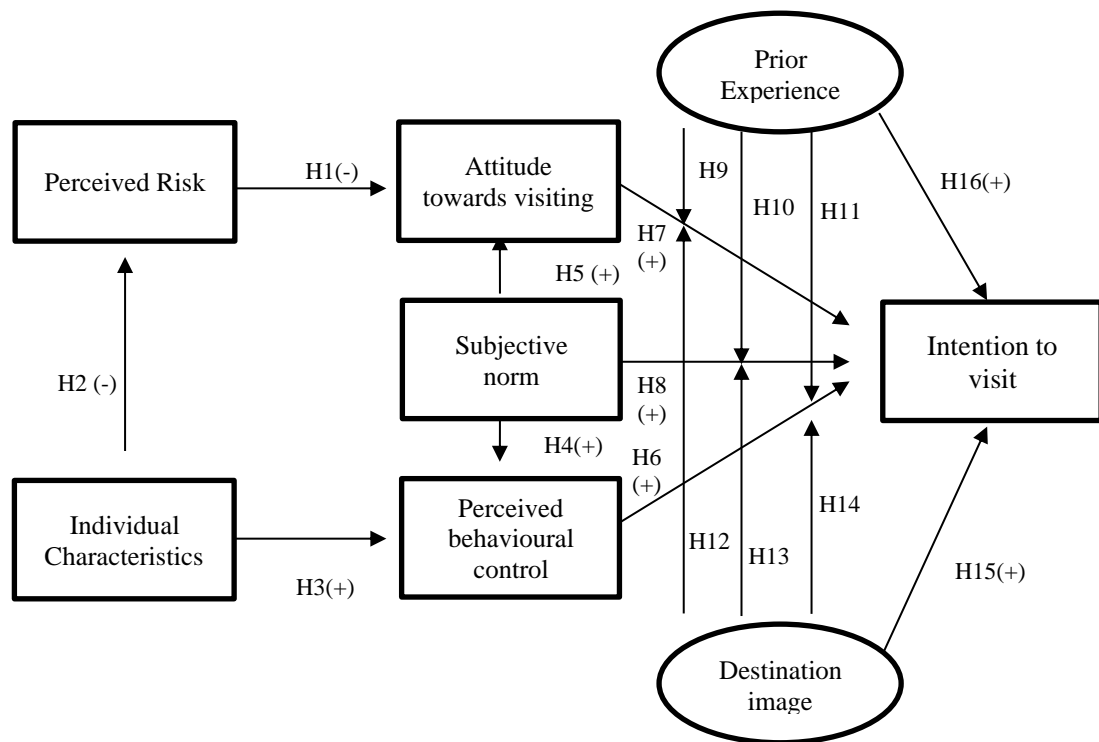 Prior
Experience
Perceived Risk
H1(-)
Attitude
towards visiting
H9
H10
H11
H16(+)
H7
(+)
H5 (+)
H2 (-)
Subjective
norm
H8
(+)
Intention to
visit
H4(+)
H6
(+)
Individual
Characteristics
H3(+)
Perceived
behavioural
control
H12
H13
H14
H15(+)
Destination
image